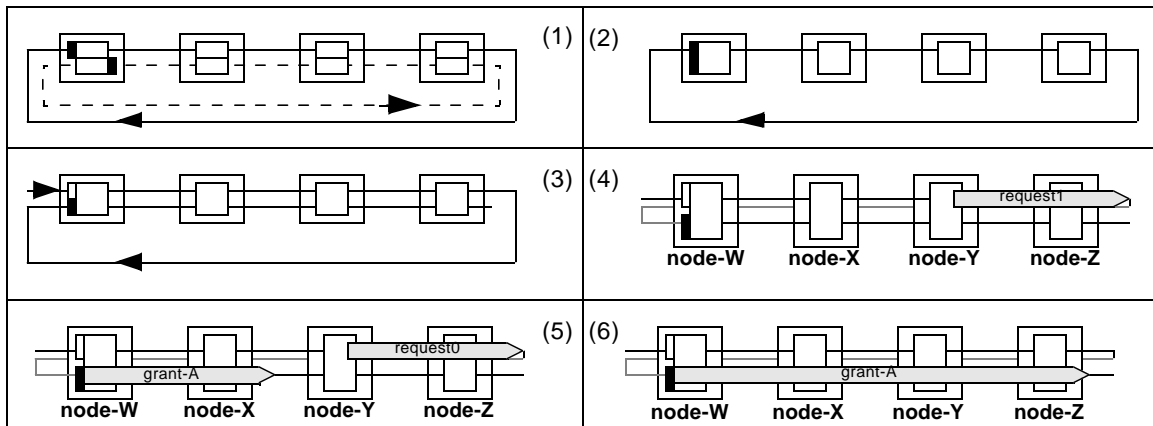 (1)
(2)
(3)
(4)
request1
node-W node-X node-Y node-Z
(5)
(6)
request0
grant-A
node-W node-X node-Y node-Z
grant-A
node-W node-X node-Y node-Z